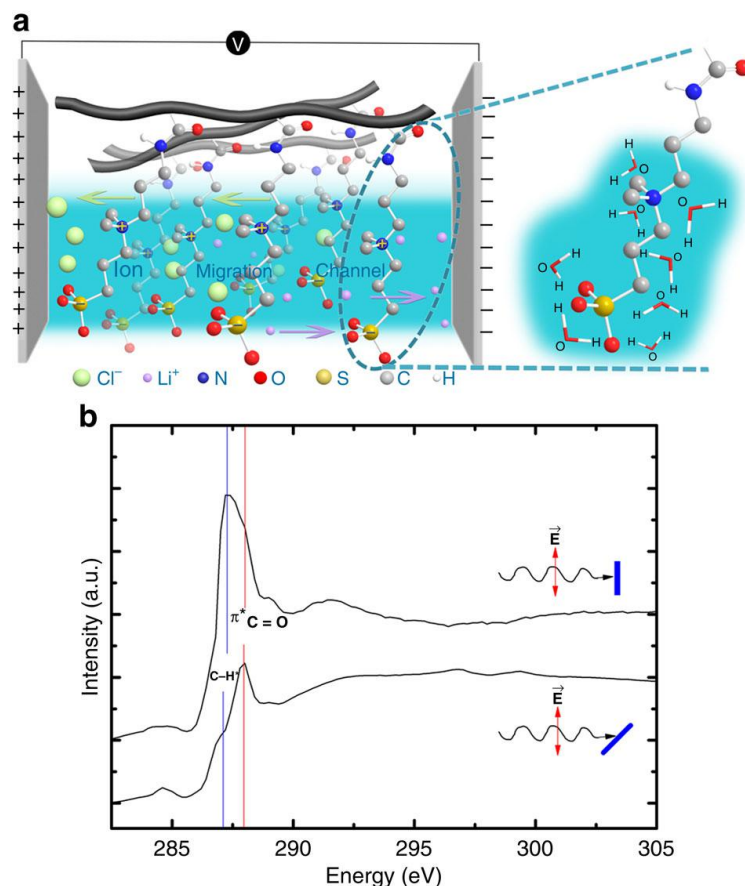 a
V
+ + + + + + + + + + +
− − − − − − − − − − −
Ion Migration Channel
Cl⁻ Li⁺ N O S C H
H
O
H
H
O
H
O
H
H
O
H
H
O
H
H
O
H
H
O
H
H
O
b
Intensity (a.u.)
Energy (eV)
285 290 295 300 305
π* C = O
C–H*
E
E